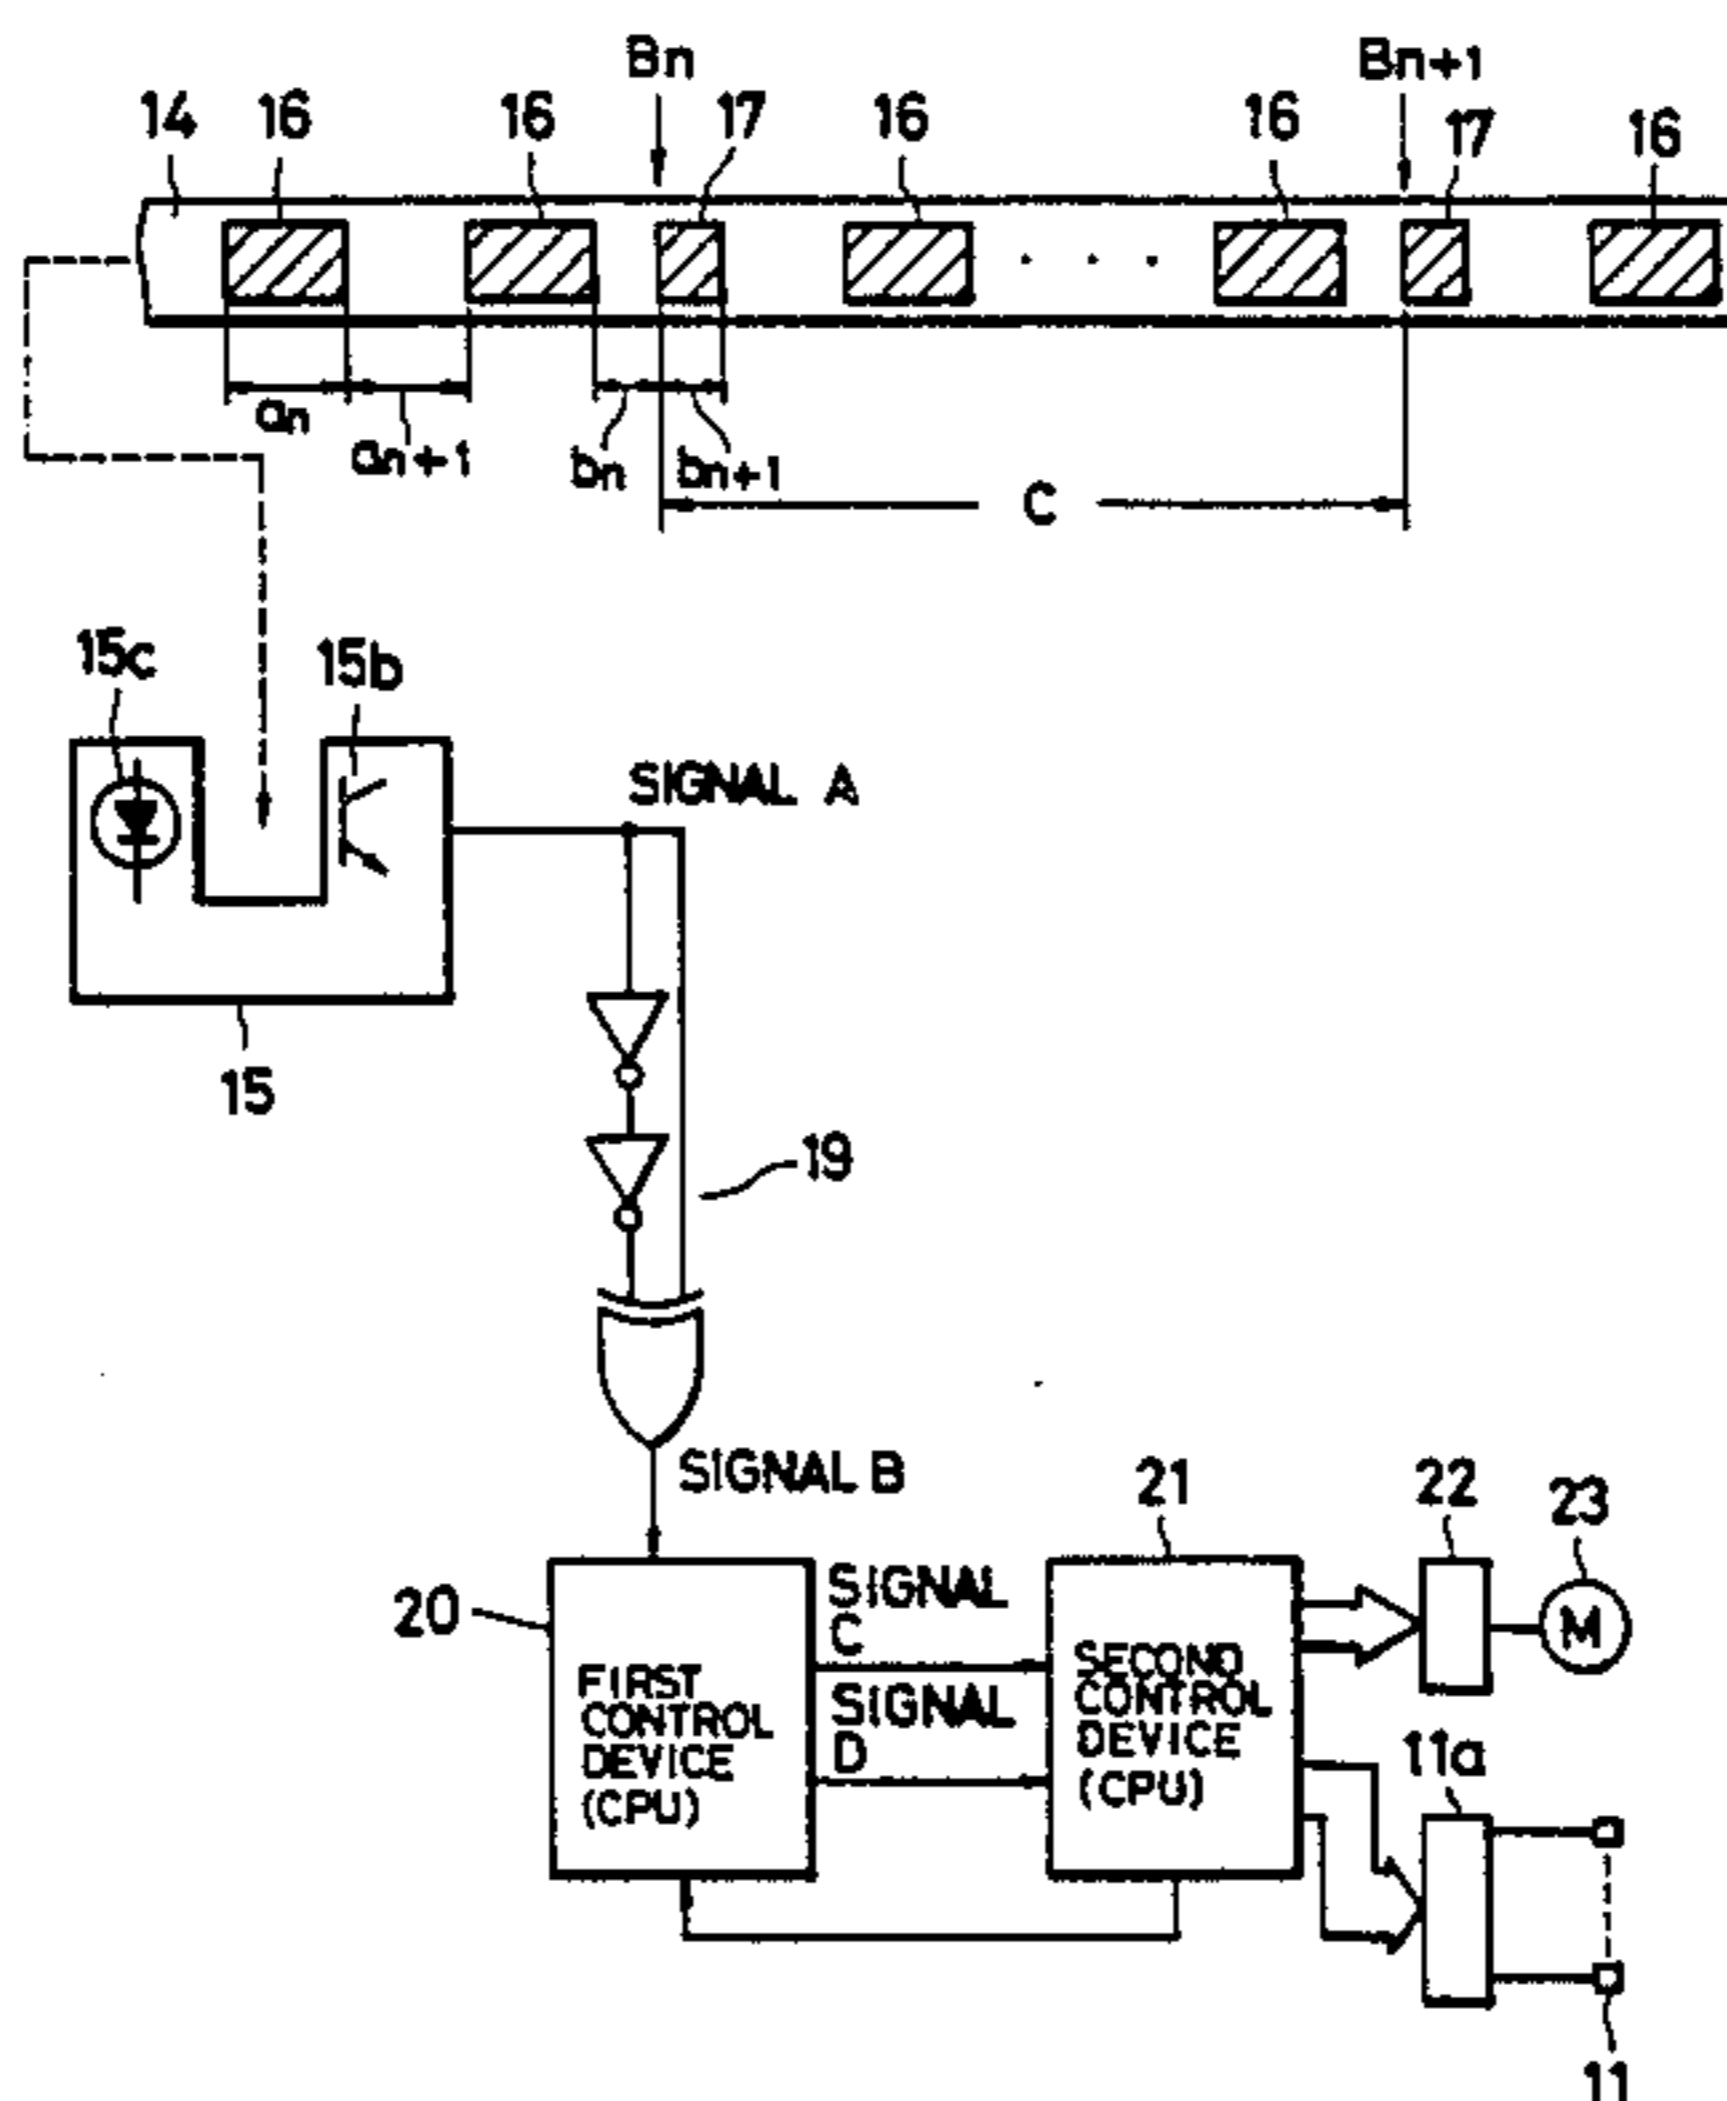 Bn Bn+1
14 16 16 17 16 16 17 16
an an+1 bn bn+1
C
15c 15b
SIGNAL A
15
19
SIGNAL B
21 22 23
20
SIGNAL
C
SIGNAL
D
FIRST
CONTROL
DEVICE
(CPU)
SECOND
CONTROL
DEVICE
(CPU)
M
11a
11